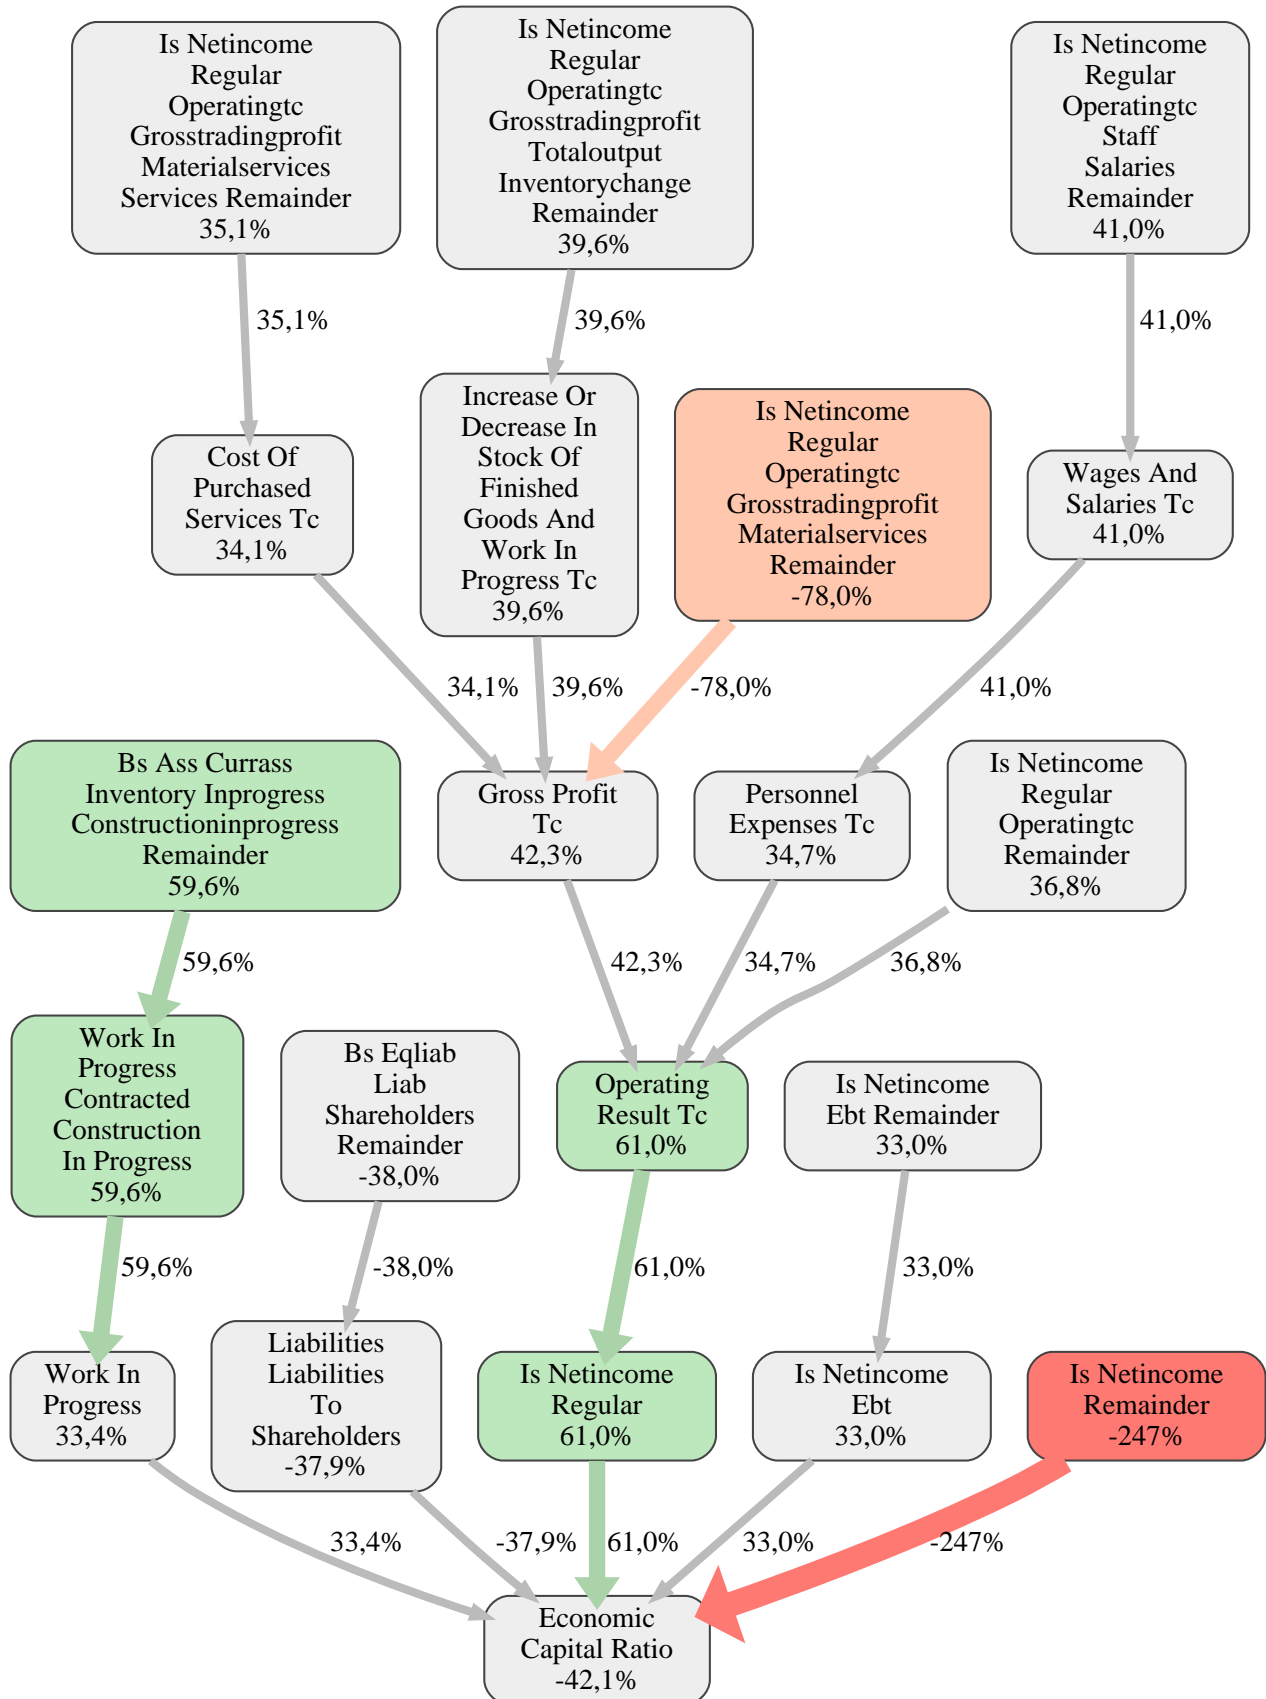 Is Netincome
Regular
Operatingtc
Grosstradingprofit
Materialservices
Services Remainder
35,1%
Is Netincome
Regular
Operatingtc
Grosstradingprofit
Totaloutput
Inventorychange
Remainder
39,6%
Is Netincome
Regular
Operatingtc
Staff
Salaries
Remainder
41,0%
35,1%
39,6%
41,0%
Cost Of
Purchased
Services Tc
34,1%
Increase Or
Decrease In
Stock Of
Finished
Goods And
Work In
Progress Tc
39,6%
Is Netincome
Regular
Operatingtc
Grosstradingprofit
Materialservices
Remainder
-78,0%
Wages And
Salaries Tc
41,0%
34,1%
39,6%
-78,0%
41,0%
Bs Ass Currass
Inventory Inprogress
Constructioninprogress
Remainder
59,6%
Gross Profit
Tc
42,3%
Personnel
Expenses Tc
34,7%
Is Netincome
Regular
Operatingtc
Remainder
36,8%
59,6%
42,3%
34,7%
36,8%
Work In
Progress
Contracted
Construction
In Progress
59,6%
Bs Eqliab
Liab
Shareholders
Remainder
-38,0%
Operating
Result Tc
61,0%
Is Netincome
Ebt Remainder
33,0%
59,6%
-38,0%
61,0%
33,0%
Work In
Progress
33,4%
Liabilities
Liabilities
To
Shareholders
-37,9%
Is Netincome
Regular
61,0%
Is Netincome
Ebt
33,0%
Is Netincome
Remainder
-247%
33,4%
-37,9%
61,0%
33,0%
-247%
Economic
Capital Ratio
-42,1%